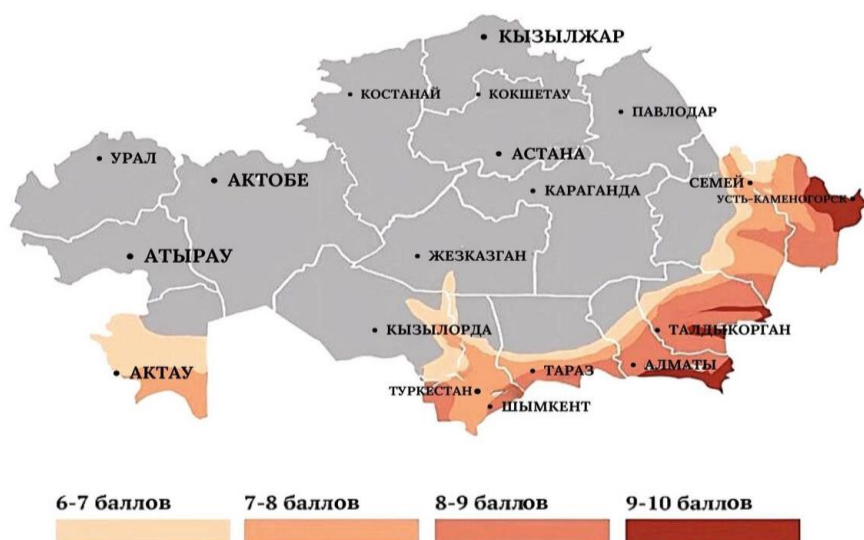 КЫЗЫЛЖАР
КОСТАНАЙ
КОКШЕТАУ
ПАВЛОДАР
УРАЛ
АСТАНА
АКТОБЕ
СЕМЕЙ
КАРАГАНДА
УСТЬ-КАМЕНОГОРСК
АТЫРАУ
ЖЕЗКАЗГАН
КЫЗЫЛОРДА
ТАЛДЫКОРГАН
АКТАУ
ТАРАЗ
АЛМАТЫ
ТУРКЕСТАН
ШЫМКЕНТ
6-7 баллов
7-8 баллов
8-9 баллов
9-10 баллов